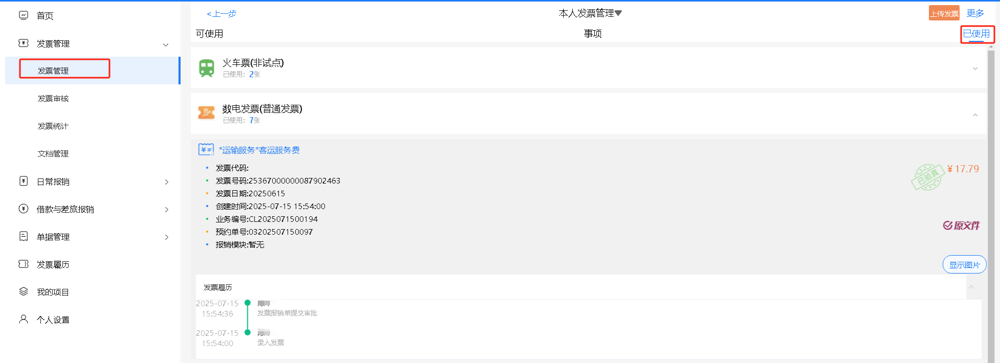 首页
发票管理
发票管理
发票审核
发票统计
文档管理
日常报销
借款与差旅报销
单据管理
发票履历
我的项目
个人设置
<上一步
本人发票管理▼
上传发票
更多
可使用
事项
已使用
火车票(非试点)
已使用: 2张
数电发票(普通发票)
已使用: 7张
*运输服务*客运服务费
发票代码:
发票号码:25367000000087902463
发票日期:20250615
创建时间:2025-07-15 15:54:00
业务编号:CL2025071500194
预约单号:03202507150097
报销模块:暂无
已验真
¥17.79
原文件
显示图片
发票履历
2025-07-15
15:54:36
发票报销单提交审批
2025-07-15
15:54:00
录入发票